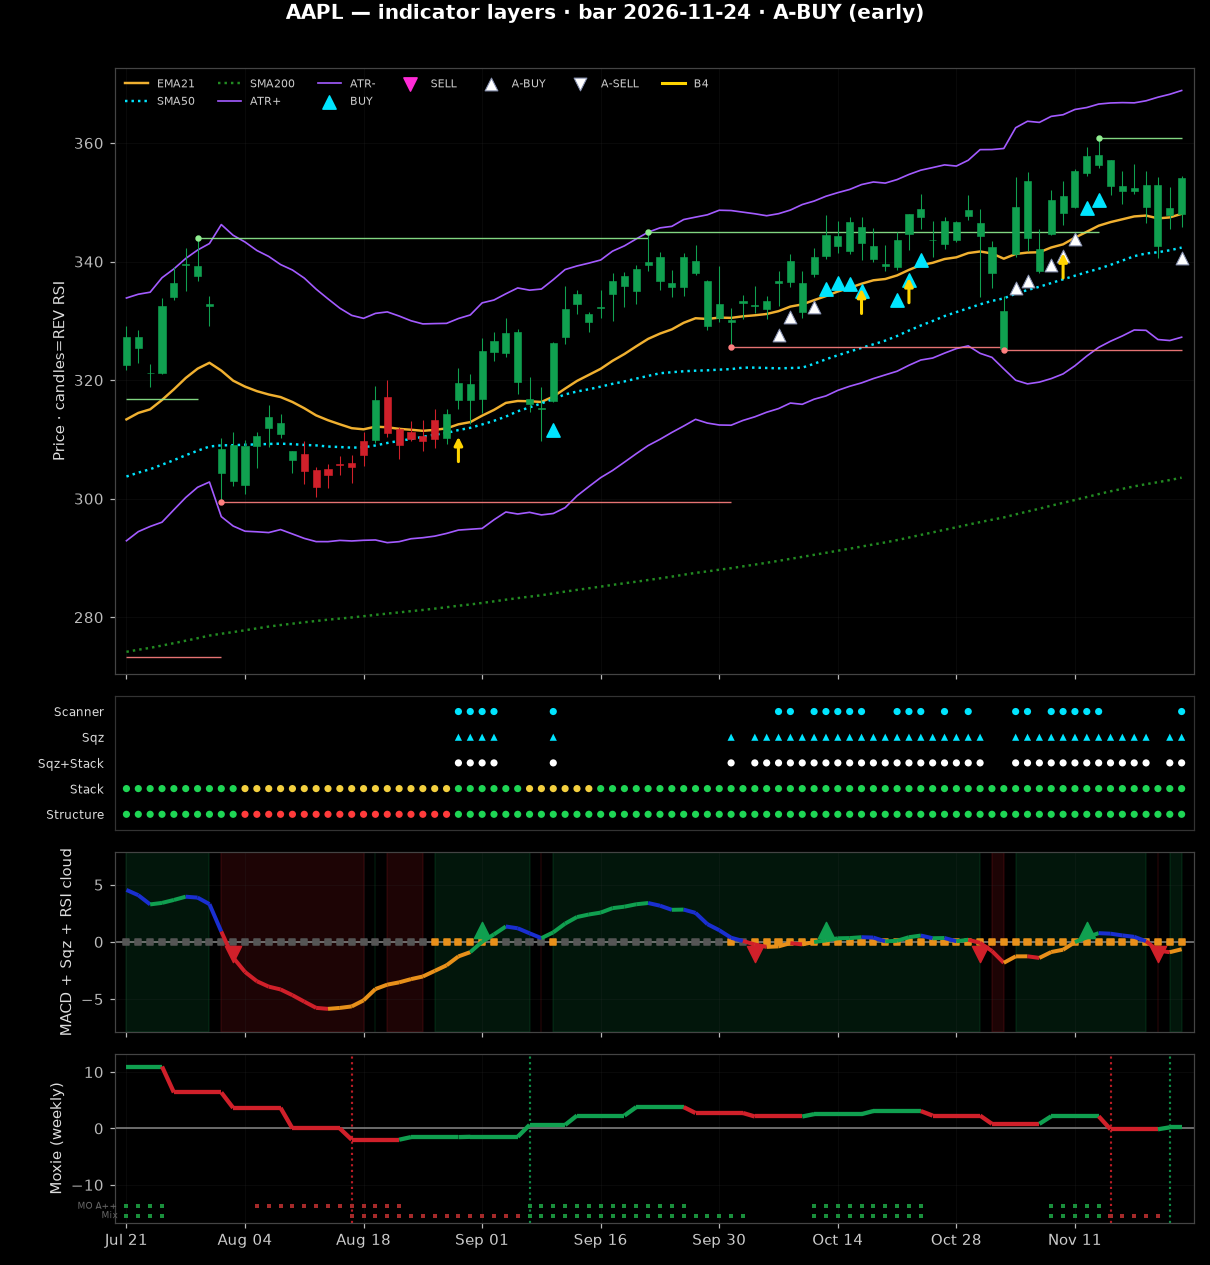 AAPL — indicator layers · bar 2026-11-24 · A-BUY (early)
EMA21 SMA200 ATR- SELL A-BUY A-SELL B4
SMA50 ATR+ BUY
Price · candles=REV RSI
360
340
320
300
280
Scanner
Sqz
Sqz+Stack
Stack
Structure
MACD + Sqz + RSI cloud
5
0
−5
Moxie (weekly)
10
0
−10
MO A++
Mix
Jul 21 Aug 04 Aug 18 Sep 01 Sep 16 Sep 30 Oct 14 Oct 28 Nov 11